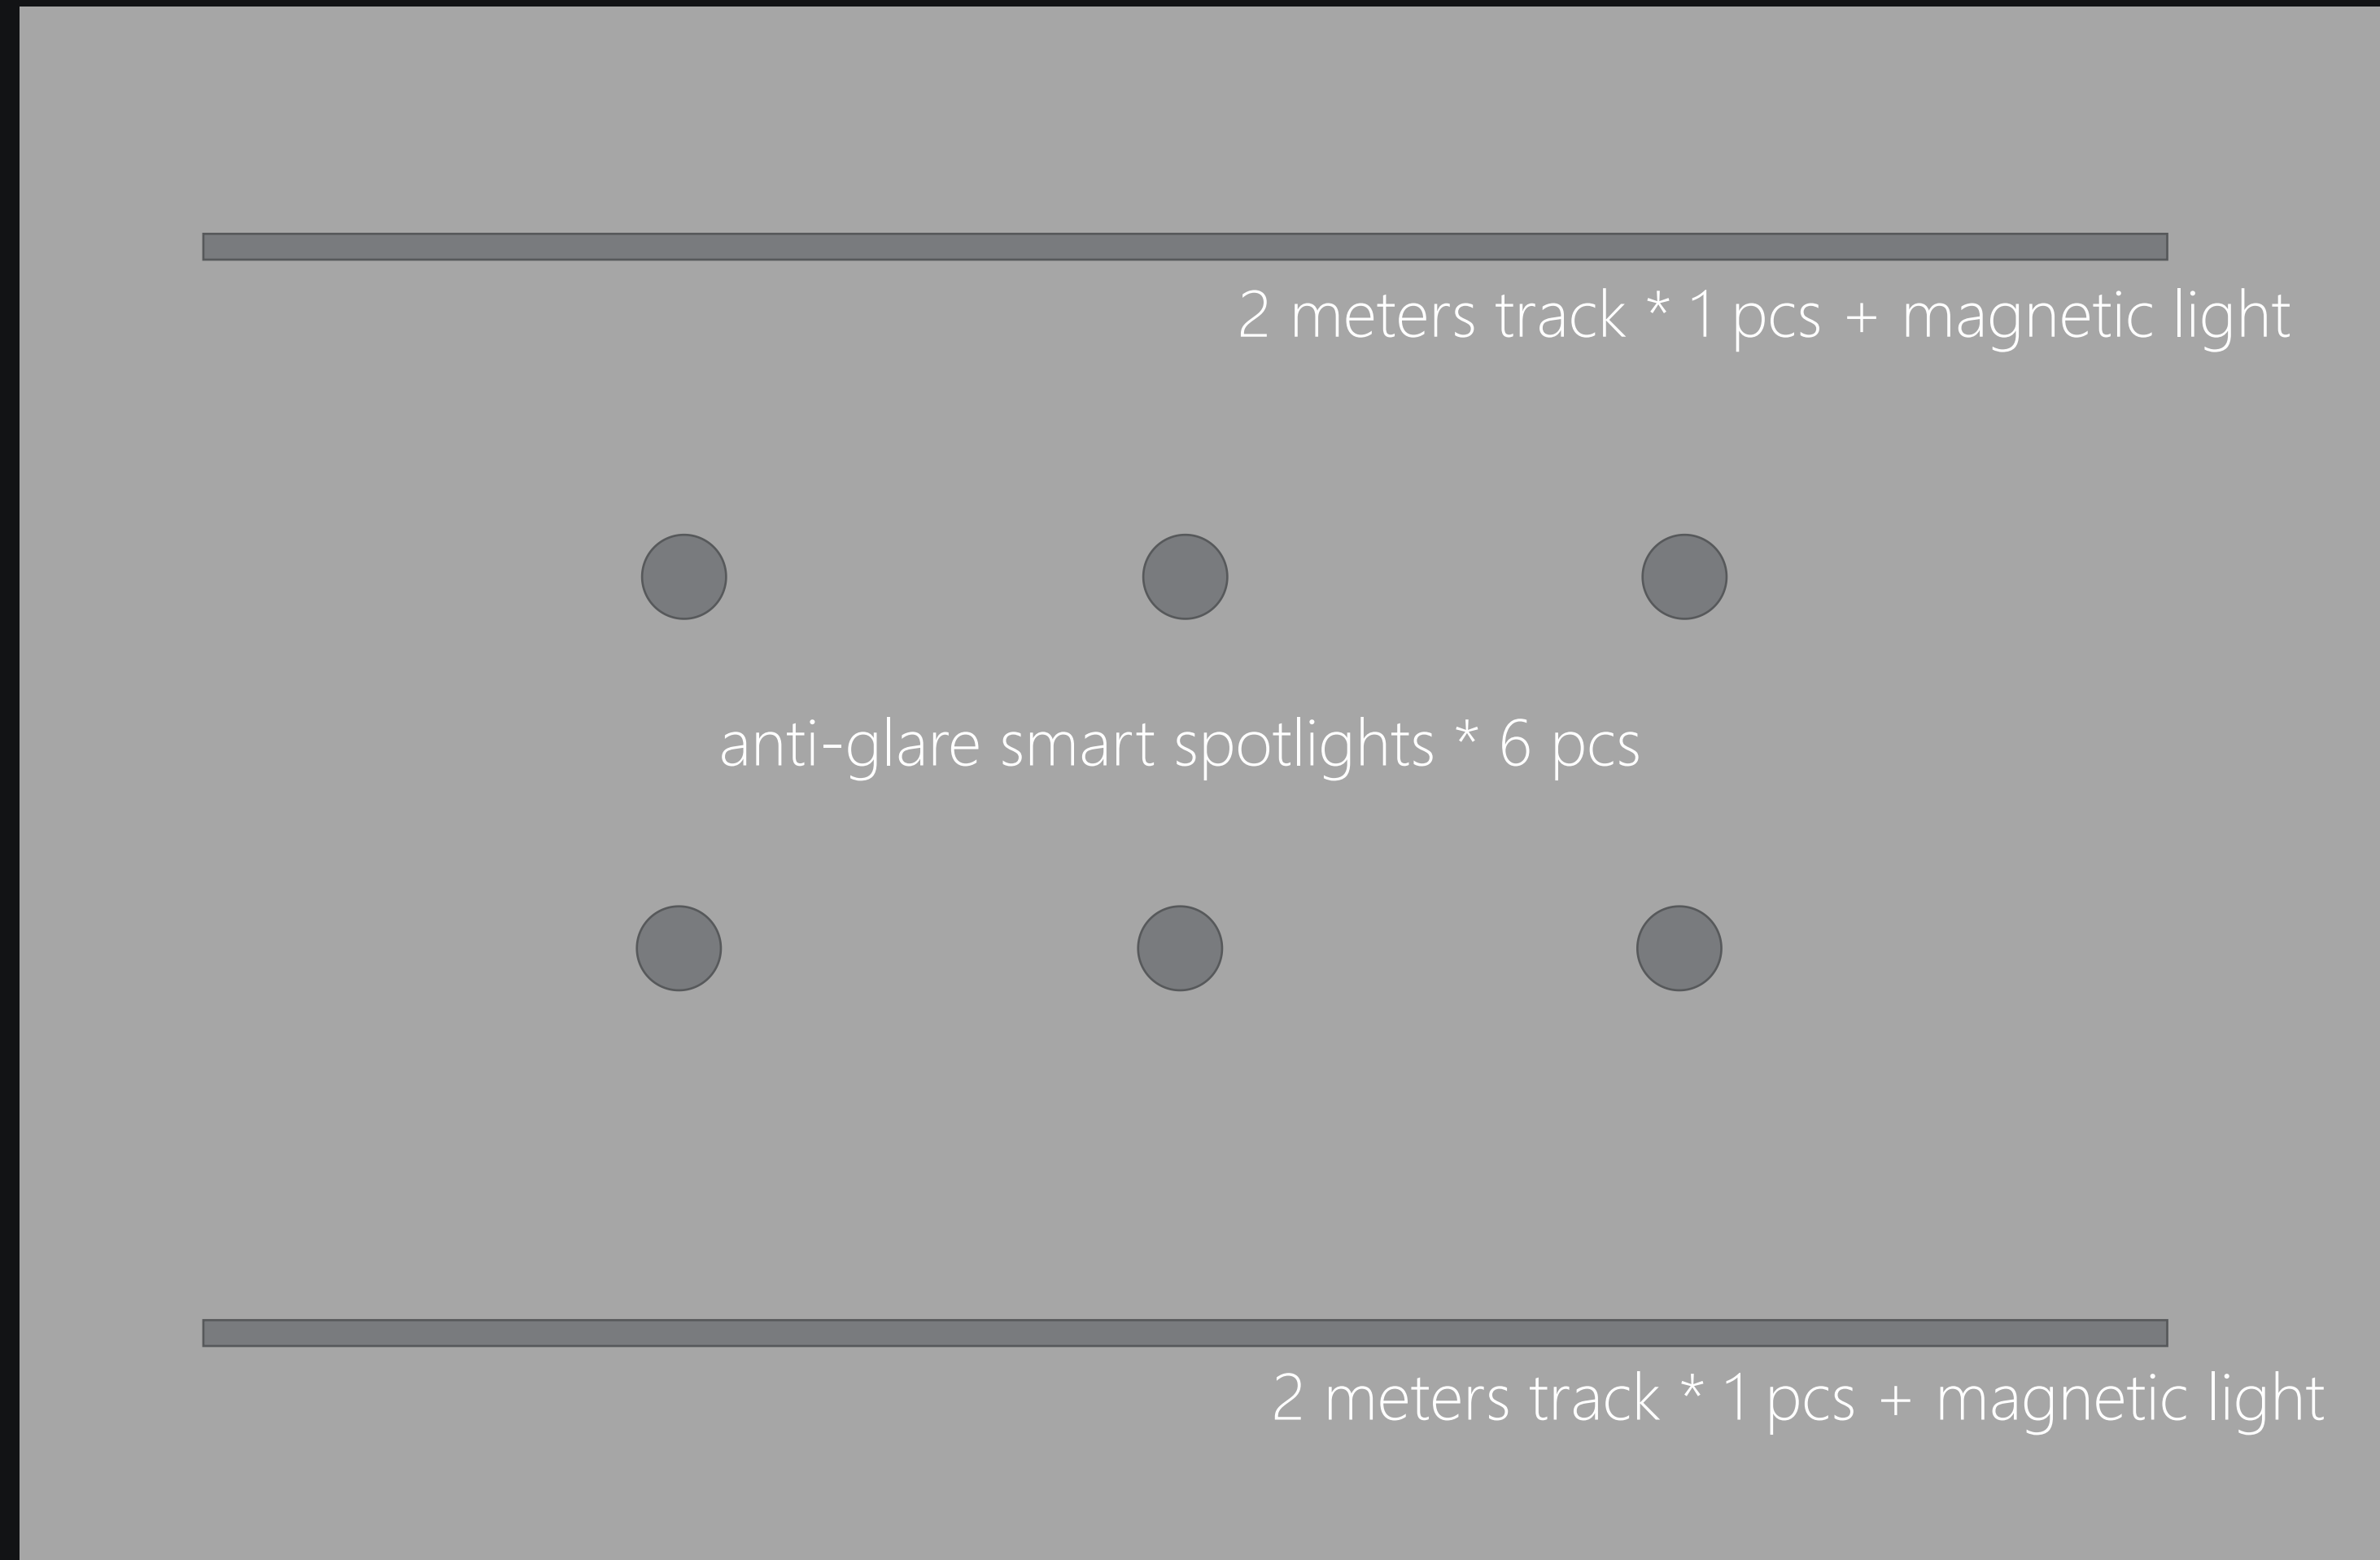 2 meters track * 1 pcs + magnetic light
anti-glare smart spotlights * 6 pcs
2 meters track * 1 pcs + magnetic light